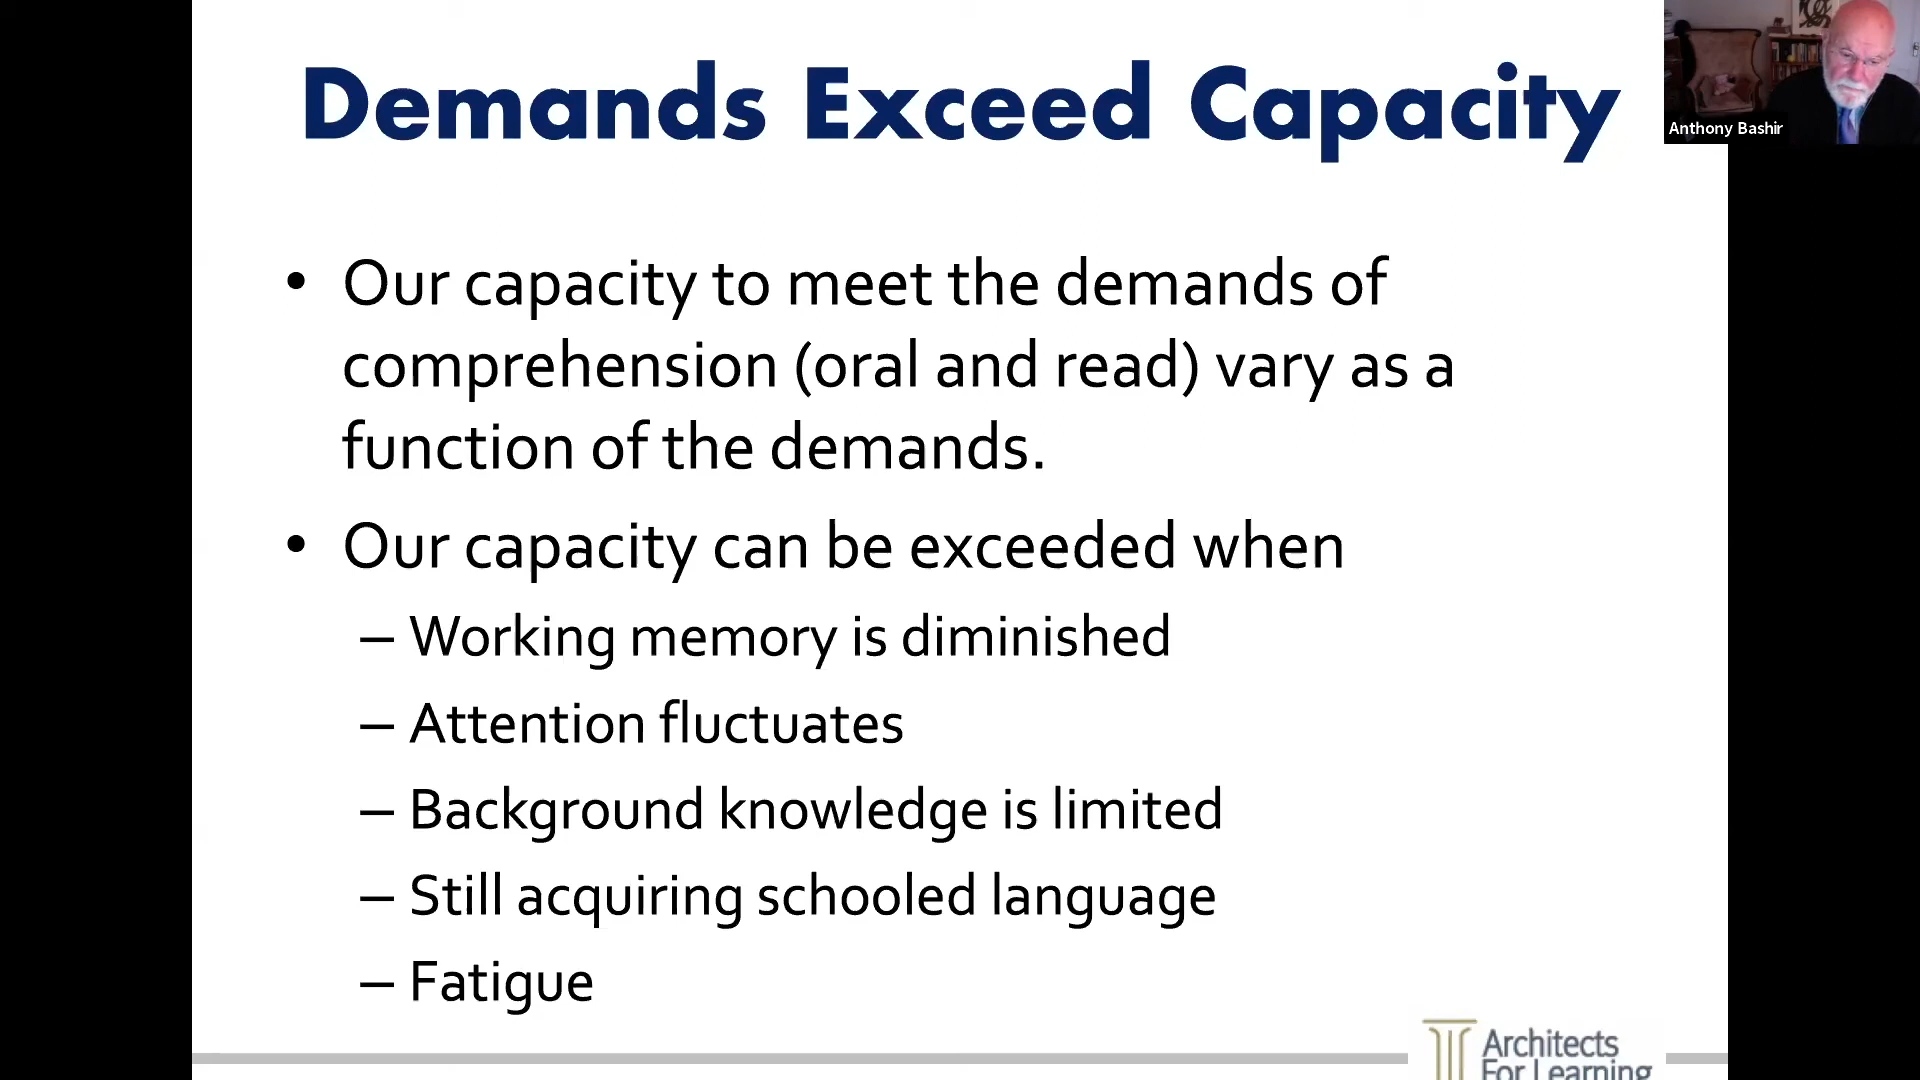 Demands Exceed Capacity
Anthony Bashir
• Our capacity to meet the demands of
comprehension (oral and read) vary as a
function of the demands.
• Our capacity can be exceeded when
– Working memory is diminished
– Attention fluctuates
– Background knowledge is limited
– Still acquiring schooled language
– Fatigue
Architects
For Learning